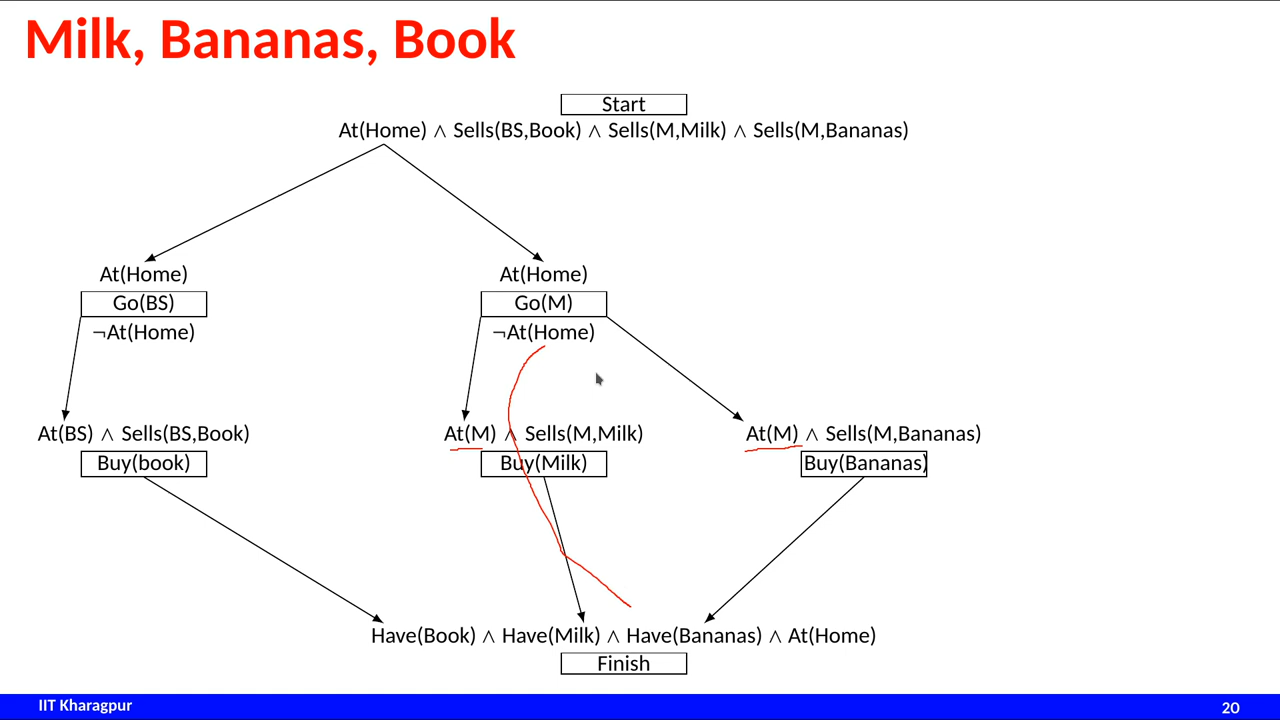 Milk, Bananas, Book
Start
At(Home) ∧ Sells(BS,Book) ∧ Sells(M,Milk) ∧ Sells(M,Bananas)
At(Home) At(Home)
Go(BS) Go(M)
¬At(Home) ¬At(Home)
At(BS) ∧ Sells(BS,Book) At(M) ∧ Sells(M,Milk) At(M) ∧ Sells(M,Bananas)
Buy(book) Buy(Milk) Buy(Bananas)
Have(Book) ∧ Have(Milk) ∧ Have(Bananas) ∧ At(Home)
Finish
IIT Kharagpur 20